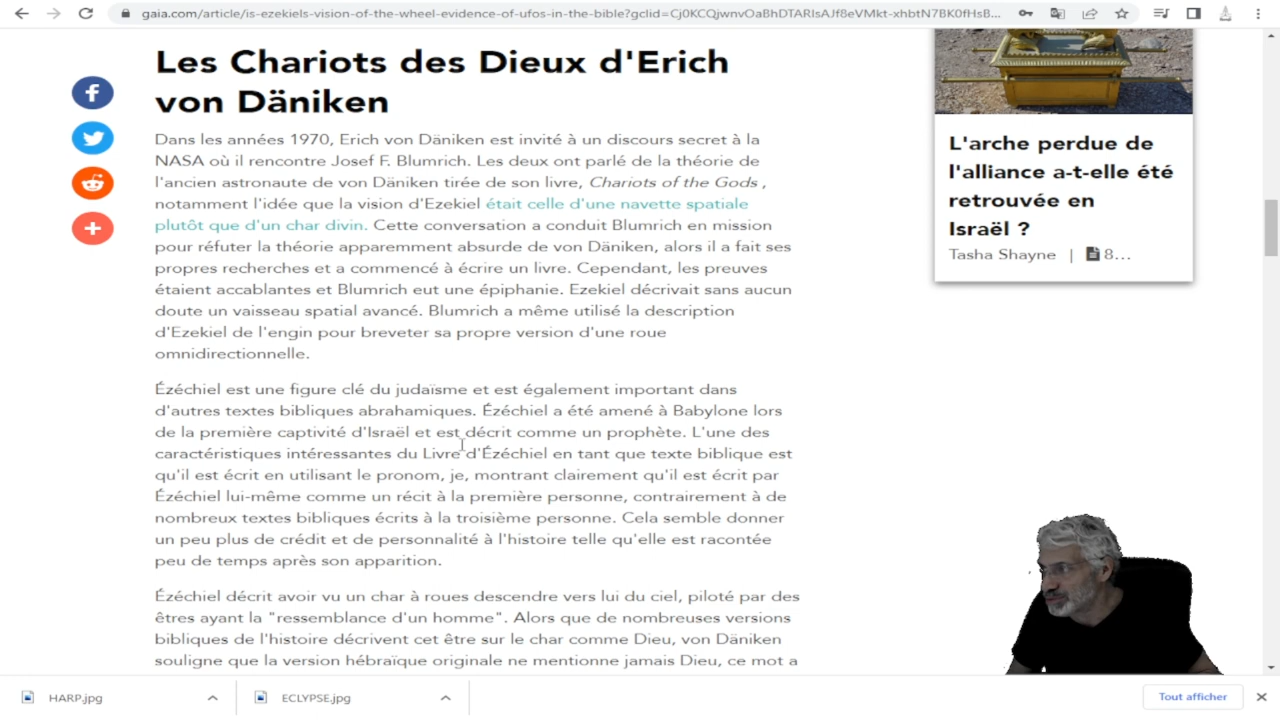 gaia.com/article/is-ezekiels-vision-of-the-wheel-evidence-of-ufos-in-the-bible?gclid=Cj0KCQjwnvOaBhDTARIsAJf8eVMkt-xhbtN7BK0fHsB...
Les Chariots des Dieux d'Erich
von Däniken
Dans les années 1970, Erich von Däniken est invité à un discours secret à la
NASA où il rencontre Josef F. Blumrich. Les deux ont parlé de la théorie de
l'ancien astronaute de von Däniken tirée de son livre, Chariots of the Gods ,
notamment l'idée que la vision d'Ezekiel était celle d'une navette spatiale
plutôt que d'un char divin. Cette conversation a conduit Blumrich en mission
pour réfuter la théorie apparemment absurde de von Däniken, alors il a fait ses
propres recherches et a commencé à écrire un livre. Cependant, les preuves
étaient accablantes et Blumrich eut une épiphanie. Ezekiel décrivait sans aucun
doute un vaisseau spatial avancé. Blumrich a même utilisé la description
d'Ezekiel de l'engin pour breveter sa propre version d'une roue
omnidirectionnelle.
Ézéchiel est une figure clé du judaïsme et est également important dans
d'autres textes bibliques abrahamiques. Ézéchiel a été amené à Babylone lors
de la première captivité d'Israël et est décrit comme un prophète. L'une des
caractéristiques intéressantes du Livre d'Ézéchiel en tant que texte biblique est
qu'il est écrit en utilisant le pronom, je, montrant clairement qu'il est écrit par
Ézéchiel lui-même comme un récit à la première personne, contrairement à de
nombreux textes bibliques écrits à la troisième personne. Cela semble donner
un peu plus de crédit et de personnalité à l'histoire telle qu'elle est racontée
peu de temps après son apparition.
Ézéchiel décrit avoir vu un char à roues descendre vers lui du ciel, piloté par des
êtres ayant la "ressemblance d'un homme". Alors que de nombreuses versions
bibliques de l'histoire décrivent cet être sur le char comme Dieu, von Däniken
souligne que la version hébraïque originale ne mentionne jamais Dieu, ce mot a
L'arche perdue de
l'alliance a-t-elle été
retrouvée en
Israël ?
Tasha Shayne | 8...
HARP.jpg
ECLYPSE.jpg
Tout afficher